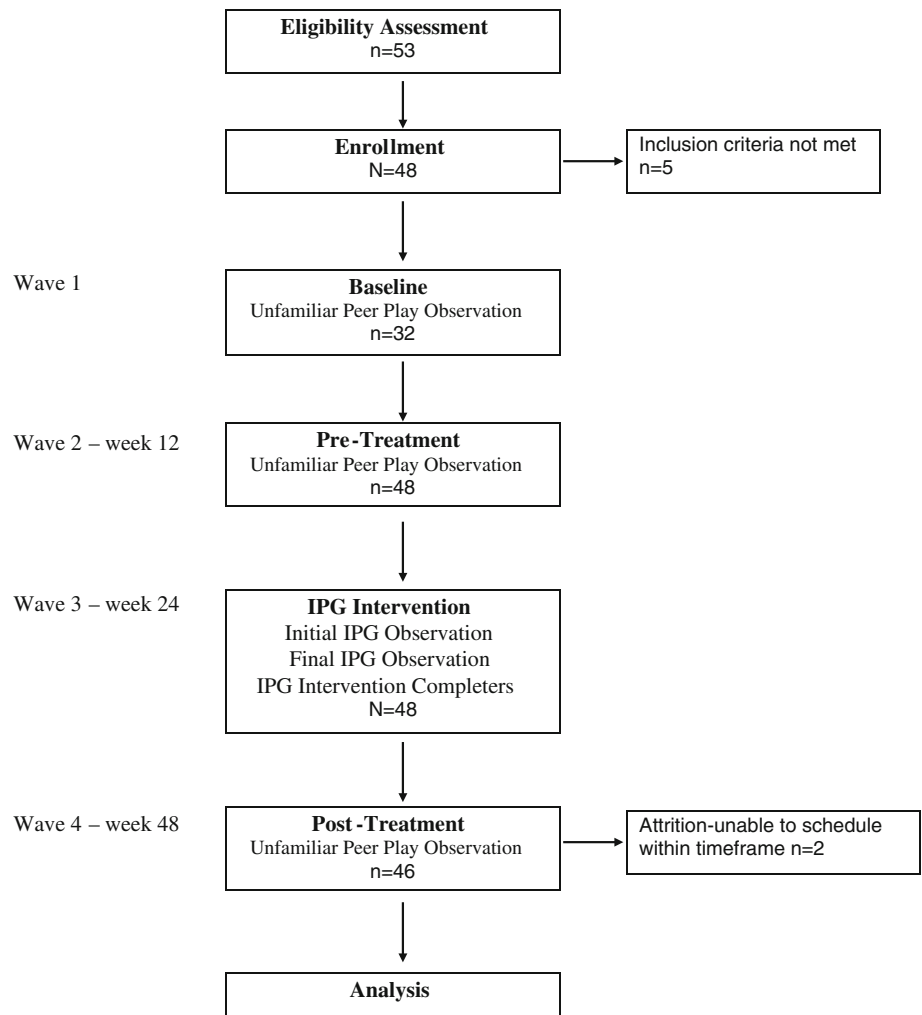 Eligibility Assessment
n=53
Enrollment
N=48
Inclusion criteria not met
n=5
Wave 1
Baseline
Unfamiliar Peer Play Observation
n=32
Wave 2 – week 12
Pre-Treatment
Unfamiliar Peer Play Observation
n=48
Wave 3 – week 24
IPG Intervention
Initial IPG Observation
Final IPG Observation
IPG Intervention Completers
N=48
Wave 4 – week 48
Post-Treatment
Unfamiliar Peer Play Observation
n=46
Attrition-unable to schedule
within timeframe n=2
Analysis